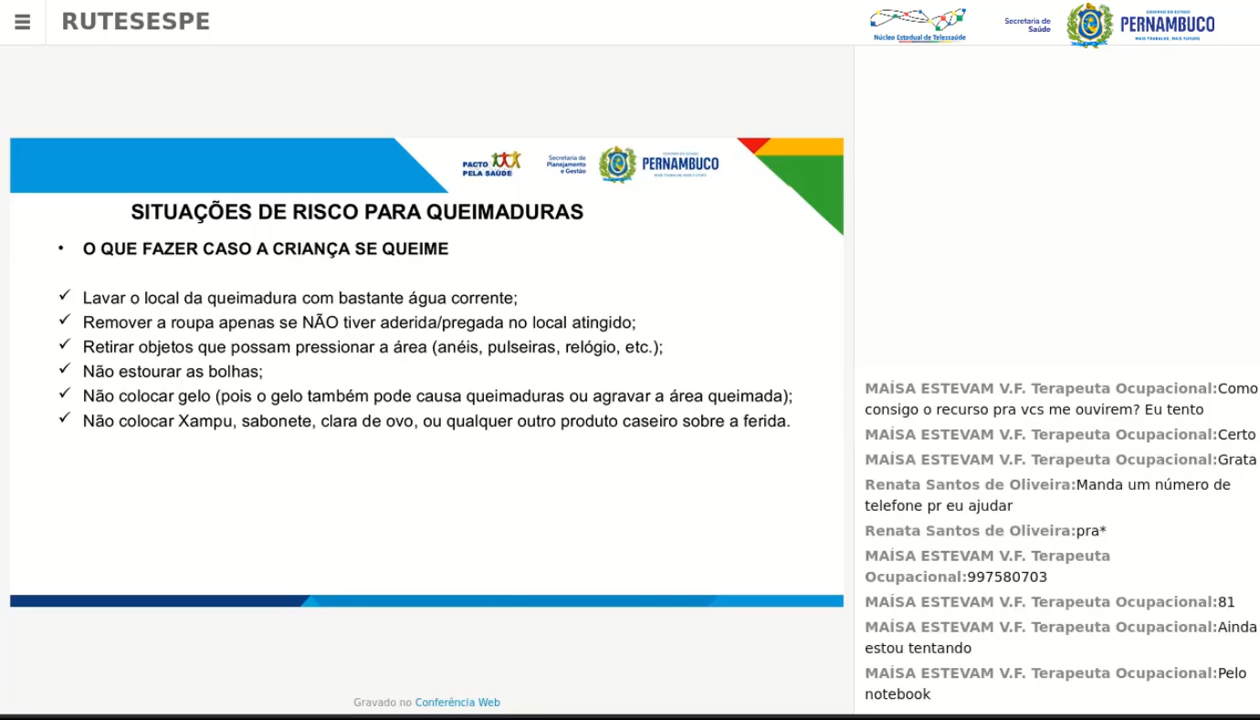 RUTESESPE
Núcleo Estadual de Telessaúde
Secretaria de
Saúde
GOVERNO DO ESTADO
PERNAMBUCO
MAIS TRABALHO, MAIS FUTURO
PACTO
PELA SAÚDE
Secretaria de
Planejamento
e Gestão
PERNAMBUCO
SITUAÇÕES DE RISCO PARA QUEIMADURAS
• O QUE FAZER CASO A CRIANÇA SE QUEIME
✓ Lavar o local da queimadura com bastante água corrente;
✓ Remover a roupa apenas se NÃO tiver aderida/pregada no local atingido;
✓ Retirar objetos que possam pressionar a área (anéis, pulseiras, relógio, etc.);
✓ Não estourar as bolhas;
✓ Não colocar gelo (pois o gelo também pode causa queimaduras ou agravar a área queimada);
✓ Não colocar Xampu, sabonete, clara de ovo, ou qualquer outro produto caseiro sobre a ferida.
Gravado no Conferência Web
MAÍSA ESTEVAM V.F. Terapeuta Ocupacional:Como
consigo o recurso pra vcs me ouvirem? Eu tento
MAÍSA ESTEVAM V.F. Terapeuta Ocupacional:Certo
MAÍSA ESTEVAM V.F. Terapeuta Ocupacional:Grata
Renata Santos de Oliveira:Manda um número de
telefone pr eu ajudar
Renata Santos de Oliveira:pra*
MAÍSA ESTEVAM V.F. Terapeuta
Ocupacional:997580703
MAÍSA ESTEVAM V.F. Terapeuta Ocupacional:81
MAÍSA ESTEVAM V.F. Terapeuta Ocupacional:Ainda
estou tentando
MAÍSA ESTEVAM V.F. Terapeuta Ocupacional:Pelo
notebook